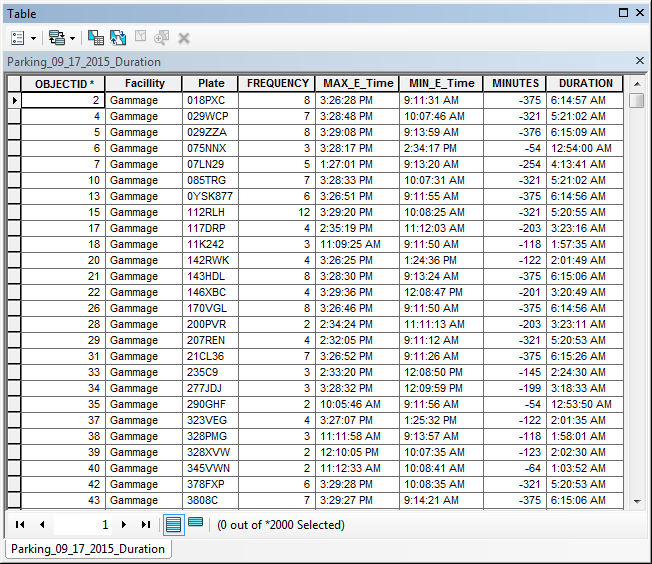 Table
Parking_09_17_2015_Duration
OBJECTID * Facillity Plate FREQUENCY MAX_E_Time MIN_E_Time MINUTES DURATION
2 Gammage 018PXC 8 3:26:28 PM 9:11:31 AM -375 6:14:57 AM
4 Gammage 029WCP 7 3:28:48 PM 10:07:46 AM -321 5:21:02 AM
5 Gammage 029ZZA 8 3:29:08 PM 9:13:59 AM -376 6:15:09 AM
6 Gammage 075NNX 3 3:28:17 PM 2:34:17 PM -54 12:54:00 AM
7 Gammage 07LN29 5 1:27:01 PM 9:13:20 AM -254 4:13:41 AM
10 Gammage 085TRG 7 3:28:33 PM 10:07:31 AM -321 5:21:02 AM
13 Gammage 0YSK877 6 3:26:51 PM 9:11:55 AM -375 6:14:56 AM
15 Gammage 112RLH 12 3:29:20 PM 10:08:25 AM -321 5:20:55 AM
17 Gammage 117DRP 4 2:35:19 PM 11:12:03 AM -203 3:23:16 AM
18 Gammage 11K242 3 11:09:25 AM 9:11:50 AM -118 1:57:35 AM
20 Gammage 142RWK 4 3:26:25 PM 1:24:36 PM -122 2:01:49 AM
21 Gammage 143HDL 8 3:28:30 PM 9:13:24 AM -375 6:15:06 AM
22 Gammage 146XBC 4 3:29:36 PM 12:08:47 PM -201 3:20:49 AM
26 Gammage 170VGL 8 3:26:46 PM 9:11:50 AM -375 6:14:56 AM
28 Gammage 200PVR 2 2:34:24 PM 11:11:13 AM -203 3:23:11 AM
29 Gammage 207REN 4 2:32:05 PM 9:11:12 AM -321 5:20:53 AM
31 Gammage 21CL36 7 3:26:52 PM 9:11:26 AM -375 6:15:26 AM
33 Gammage 235C9 3 2:33:20 PM 12:08:50 PM -145 2:24:30 AM
34 Gammage 277JDJ 3 3:28:32 PM 12:09:59 PM -199 3:18:33 AM
35 Gammage 290GHF 2 10:05:46 AM 9:11:56 AM -54 12:53:50 AM
37 Gammage 323VEG 4 3:27:07 PM 1:25:32 PM -122 2:01:35 AM
38 Gammage 328PMG 3 11:11:58 AM 9:13:57 AM -118 1:58:01 AM
39 Gammage 328XVW 2 12:10:05 PM 10:07:35 AM -123 2:02:30 AM
40 Gammage 345VWN 2 11:12:33 AM 10:08:41 AM -64 1:03:52 AM
42 Gammage 378FXP 6 3:29:28 PM 10:08:35 AM -321 5:20:53 AM
43 Gammage 3808C 7 3:29:27 PM 9:14:21 AM -375 6:15:06 AM
1 (0 out of *2000 Selected)
Parking_09_17_2015_Duration